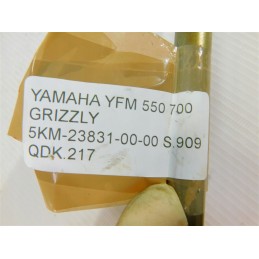 YAMAHA YFM 550 700
GRIZZLY
5KM-23831-00-00 S.909
QDK.217